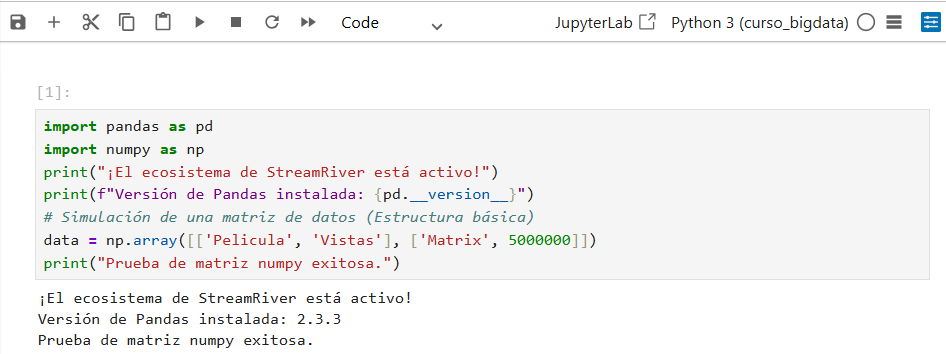 Code JupyterLab Python 3 (curso_bigdata)
[1]:
import pandas as pd
import numpy as np
print("¡El ecosistema de StreamRiver está activo!")
print(f"Versión de Pandas instalada: {pd.__version__}")
# Simulación de una matriz de datos (Estructura básica)
data = np.array([['Pelicula', 'Vistas'], ['Matrix', 5000000]])
print("Prueba de matriz numpy exitosa.")
¡El ecosistema de StreamRiver está activo!
Versión de Pandas instalada: 2.3.3
Prueba de matriz numpy exitosa.